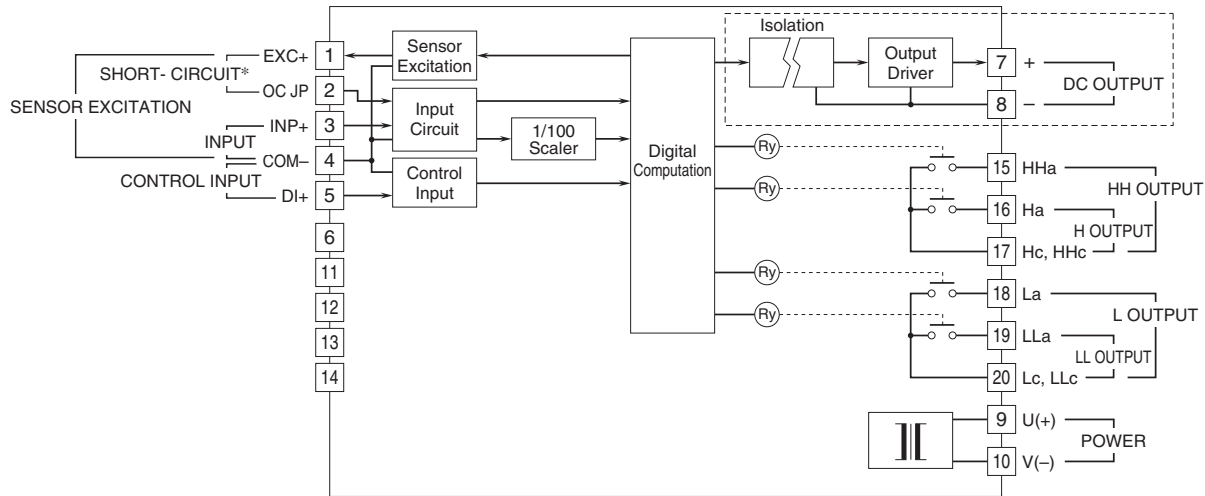 SENSOR EXCITATION
SHORT- CIRCUIT*
INPUT
CONTROL INPUT
EXC+
1
OC JP
2
INP+
3
COM–
4
DI+
5
6
11
12
13
14
Sensor
Excitation
Input
Circuit
1/100
Scaler
Control
Input
Digital
Computation
Isolation
Output
Driver
7
+
8
–
DC OUTPUT
Ry
Ry
Ry
Ry
15
HHa
16
Ha
17
Hc, HHc
H OUTPUT
HH OUTPUT
18
La
19
LLa
20
Lc, LLc
LL OUTPUT
L OUTPUT
9
U(+)
10
V(–)
POWER